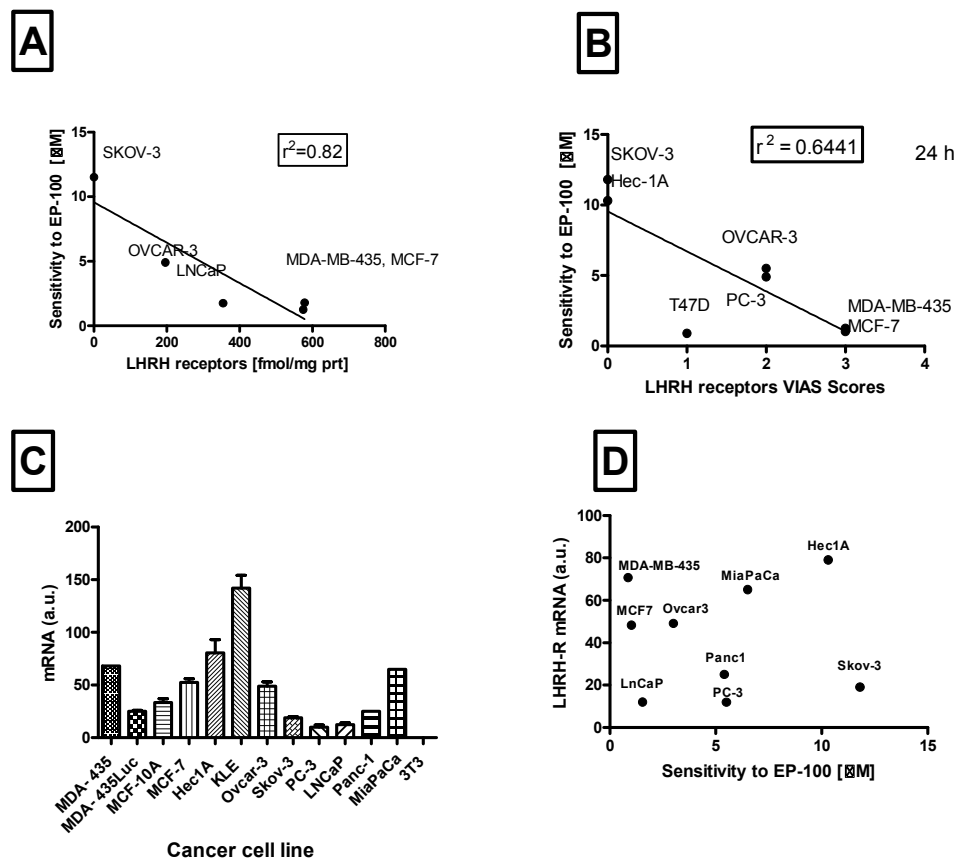 A
Sensitivity to EP-100 [☒M]
15
10
5
0
SKOV-3
r²=0.82
OVCAR-3
LNCaP
MDA-MB-435, MCF-7
0 200 400 600 800
LHRH receptors [fmol/mg prt]
B
Sensitivity to EP-100 [☒M]
15
10
5
0
r² = 0.6441
24 h
SKOV-3
Hec-1A
OVCAR-3
PC-3
T47D
MDA-MB-435
MCF-7
0 1 2 3 4
LHRH receptors VIAS Scores
C
mRNA (a.u.)
200
150
100
50
0
MDA- 435
MDA- 435Luc
MCF-10A
MCF-7
Hec1A
KLE
Ovcar-3
Skov-3
PC-3
LNCaP
Panc-1
MiaPaCa
3T3
Cancer cell line
D
LHRH-R mRNA (a.u.)
100
80
60
40
20
0
Hec1A
MDA-MB-435
MiaPaCa
MCF7
Ovcar3
Panc1
Skov-3
LnCaP
PC-3
0 5 10 15
Sensitivity to EP-100 [☒M]